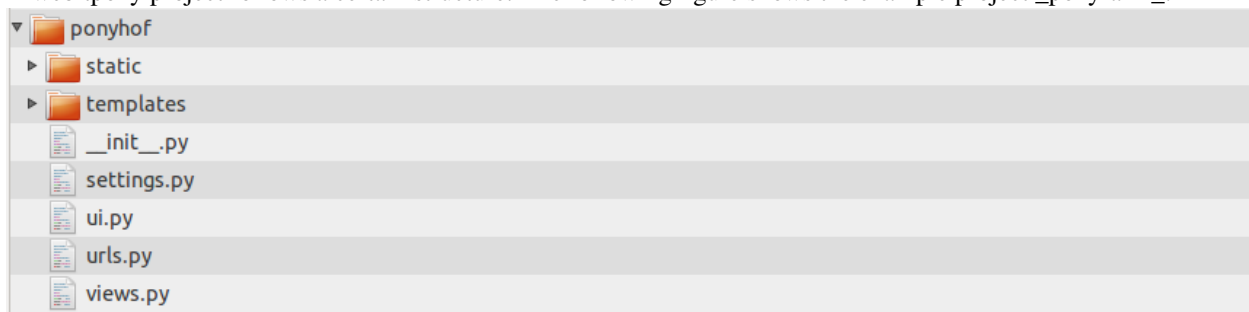 ponyhof
static
templates
__init__.py
settings.py
ui.py
urls.py
views.py